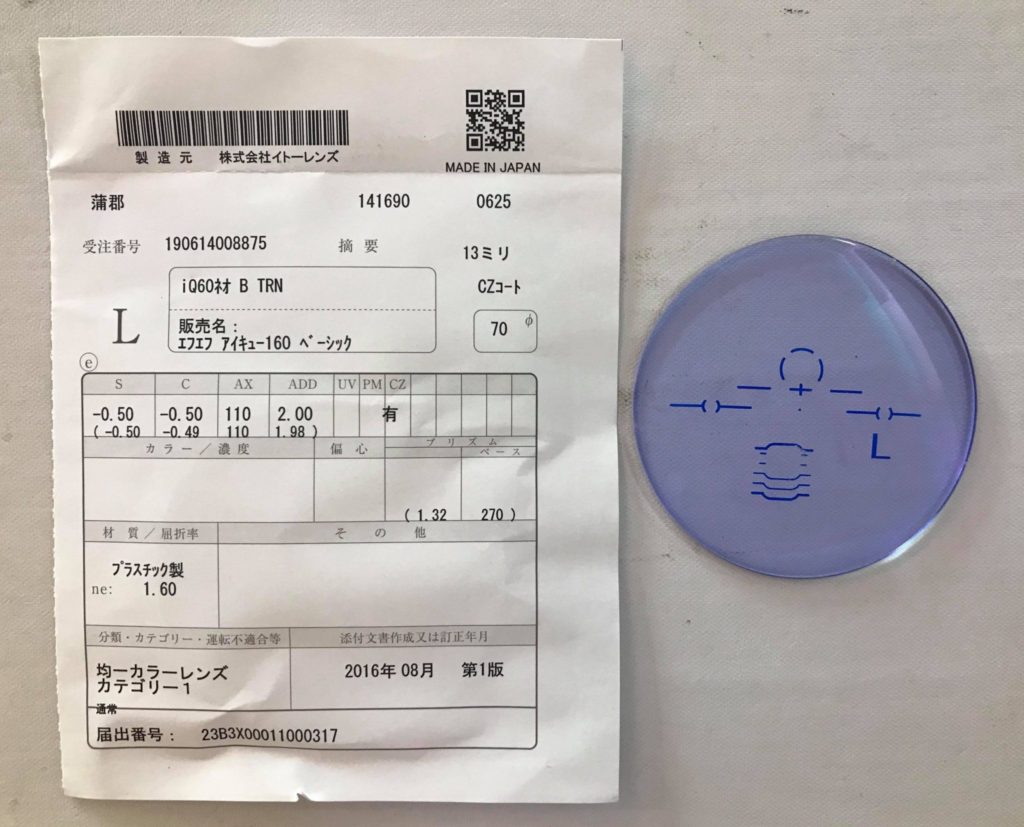 製造元 株式会社イトーレンズ
MADE IN JAPAN
蒲郡 141690 0625
受注番号 190614008875 摘要 13ミリ
L iQ60ﾈｵ B TRN CZｺｰﾄ
販売名：
ｴﾌｴﾌ ｱｲｷｭｰ160 ﾍﾞｰｼｯｸ
70 φ
e
S C AX ADD UV PM CZ
-0.50 -0.50 110 2.00 有
( -0.50 -0.49 110 1.98 )
カラー／濃度 偏心 プリズム
ベース
( 1.32 270 )
材質／屈折率 その他
ﾌﾟﾗｽﾁｯｸ製
ne: 1.60
分類・カテゴリー・運転不適合等 添付文書作成又は訂正年月
均一カラーレンズ 2016年 08月 第1版
カテゴリー1
通常
届出番号： 23B3X00011000317
L